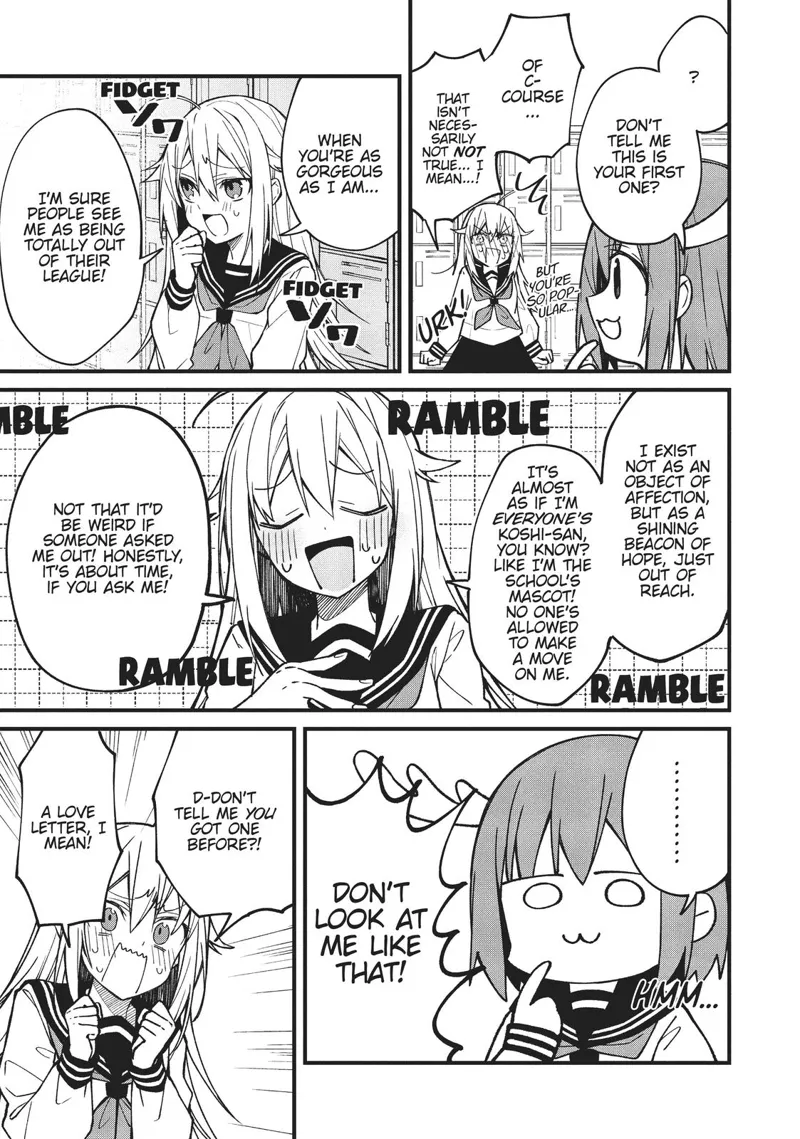 ?
DON'T
TELL ME
THIS IS
YOUR FIRST
ONE?
OF
C-
COURSE
...
THAT
ISN'T
NECES-
SARILY
NOT NOT
TRUE... I
MEAN...!
BUT
YOU'RE
SO POP-
ULAR...
URK!
WHEN
YOU'RE AS
GORGEOUS
AS I AM...
FIDGET
ソワ
I'M SURE
PEOPLE SEE
ME AS BEING
TOTALLY OUT
OF THEIR
LEAGUE!
FIDGET
ソワ
I EXIST
NOT AS AN
OBJECT OF
AFFECTION,
BUT AS A
SHINING
BEACON OF
HOPE, JUST
OUT OF
REACH.
RAMBLE
IT'S
ALMOST
AS IF I'M
EVERYONE'S
KOSHI-SAN,
YOU KNOW?
LIKE I'M THE
SCHOOL'S
MASCOT!
NO ONE'S
ALLOWED
TO MAKE
A MOVE
ON ME.
RAMBLE
MBLE
NOT THAT IT'D
BE WEIRD IF
SOMEONE ASKED
ME OUT! HONESTLY,
IT'S ABOUT TIME,
IF YOU ASK ME!
RAMBLE
.........
HMM...
DON'T
LOOK AT
ME LIKE
THAT!
D-DON'T
TELL ME YOU
GOT ONE
BEFORE?!
A LOVE
LETTER, I
MEAN!